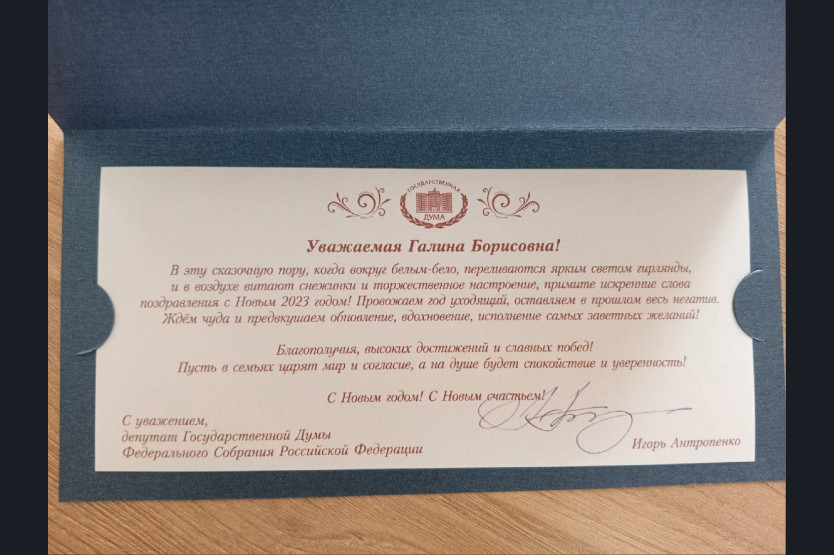 ГОСУДАРСТВЕННАЯ
ДУМА
Уважаемая Галина Борисовна!
В эту сказочную пору, когда вокруг белым-бело, переливаются ярким светом гирлянды,
и в воздухе витают снежинки и торжественное настроение, примите искренние слова
поздравления с Новым 2023 годом! Провожаем год уходящий, оставляем в прошлом весь негатив.
Ждём чуда и предвкушаем обновление, вдохновение, исполнение самых заветных желаний!
Благополучия, высоких достижений и славных побед!
Пусть в семьях царят мир и согласие, а на душе будет спокойствие и уверенность!
С Новым годом! С Новым счастьем!
С уважением,
депутат Государственной Думы
Федерального Собрания Российской Федерации
Игорь Антропенко